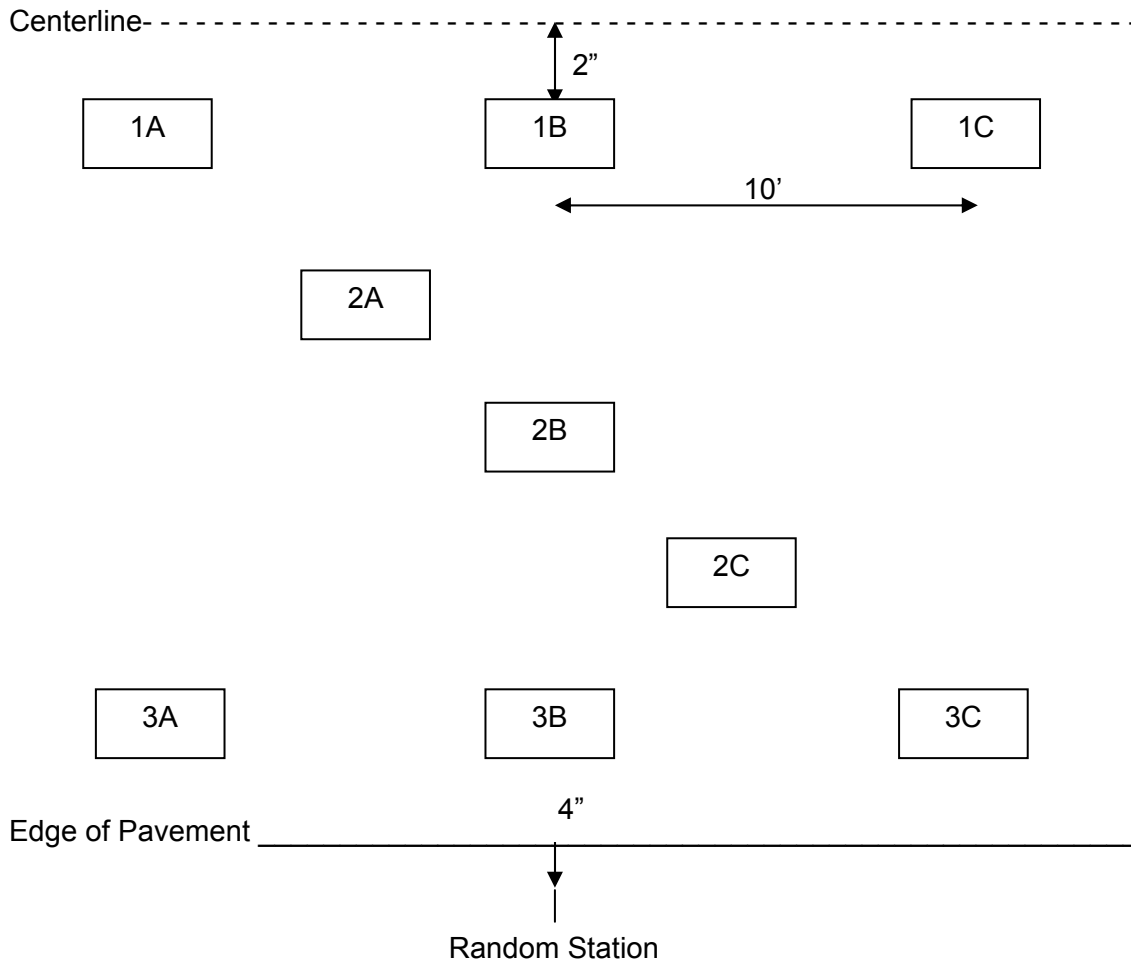 Centerline
2”
1A 1B 1C
10’
2A
2B
2C
3A 3B 3C
4”
Edge of Pavement
Random Station